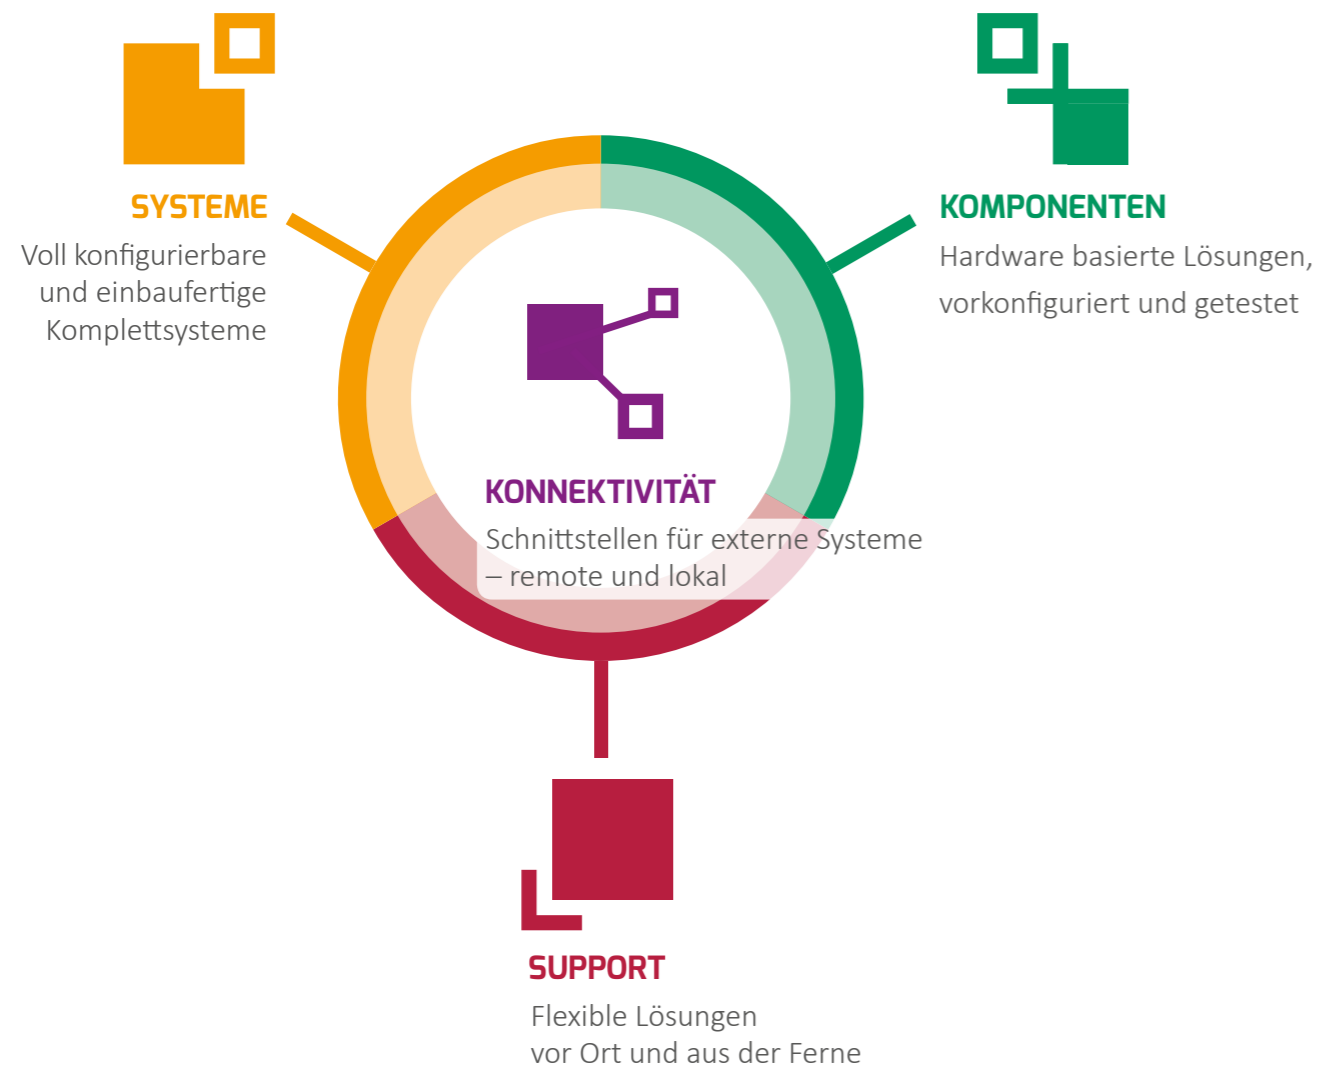 SYSTEME
Voll konfigurierbare
und einbaufertige
Komplettsysteme
KOMPONENTEN
Hardware basierte Lösungen,
vorkonfiguriert und getestet
KONNEKTIVITÄT
Schnittstellen für externe Systeme
– remote und lokal
SUPPORT
Flexible Lösungen
vor Ort und aus der Ferne